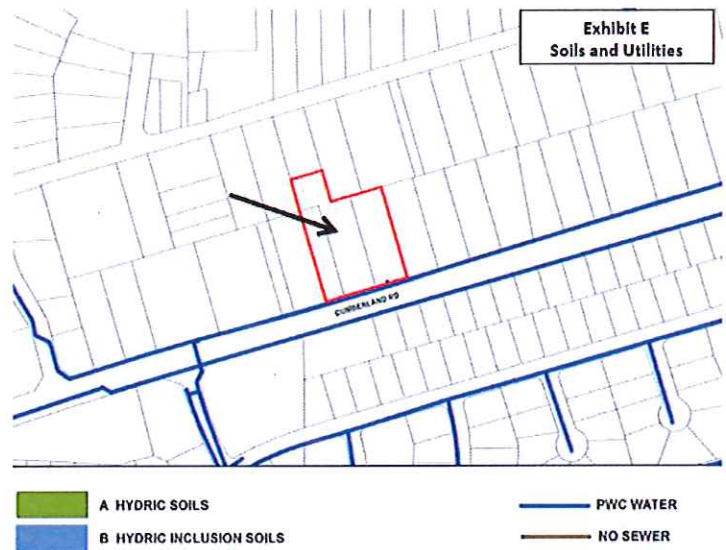 Exhibit E
Soils and Utilities
CUMBERLAND RD
A HYDRIC SOILS
B HYDRIC INCLUSION SOILS
PWC WATER
NO SEWER